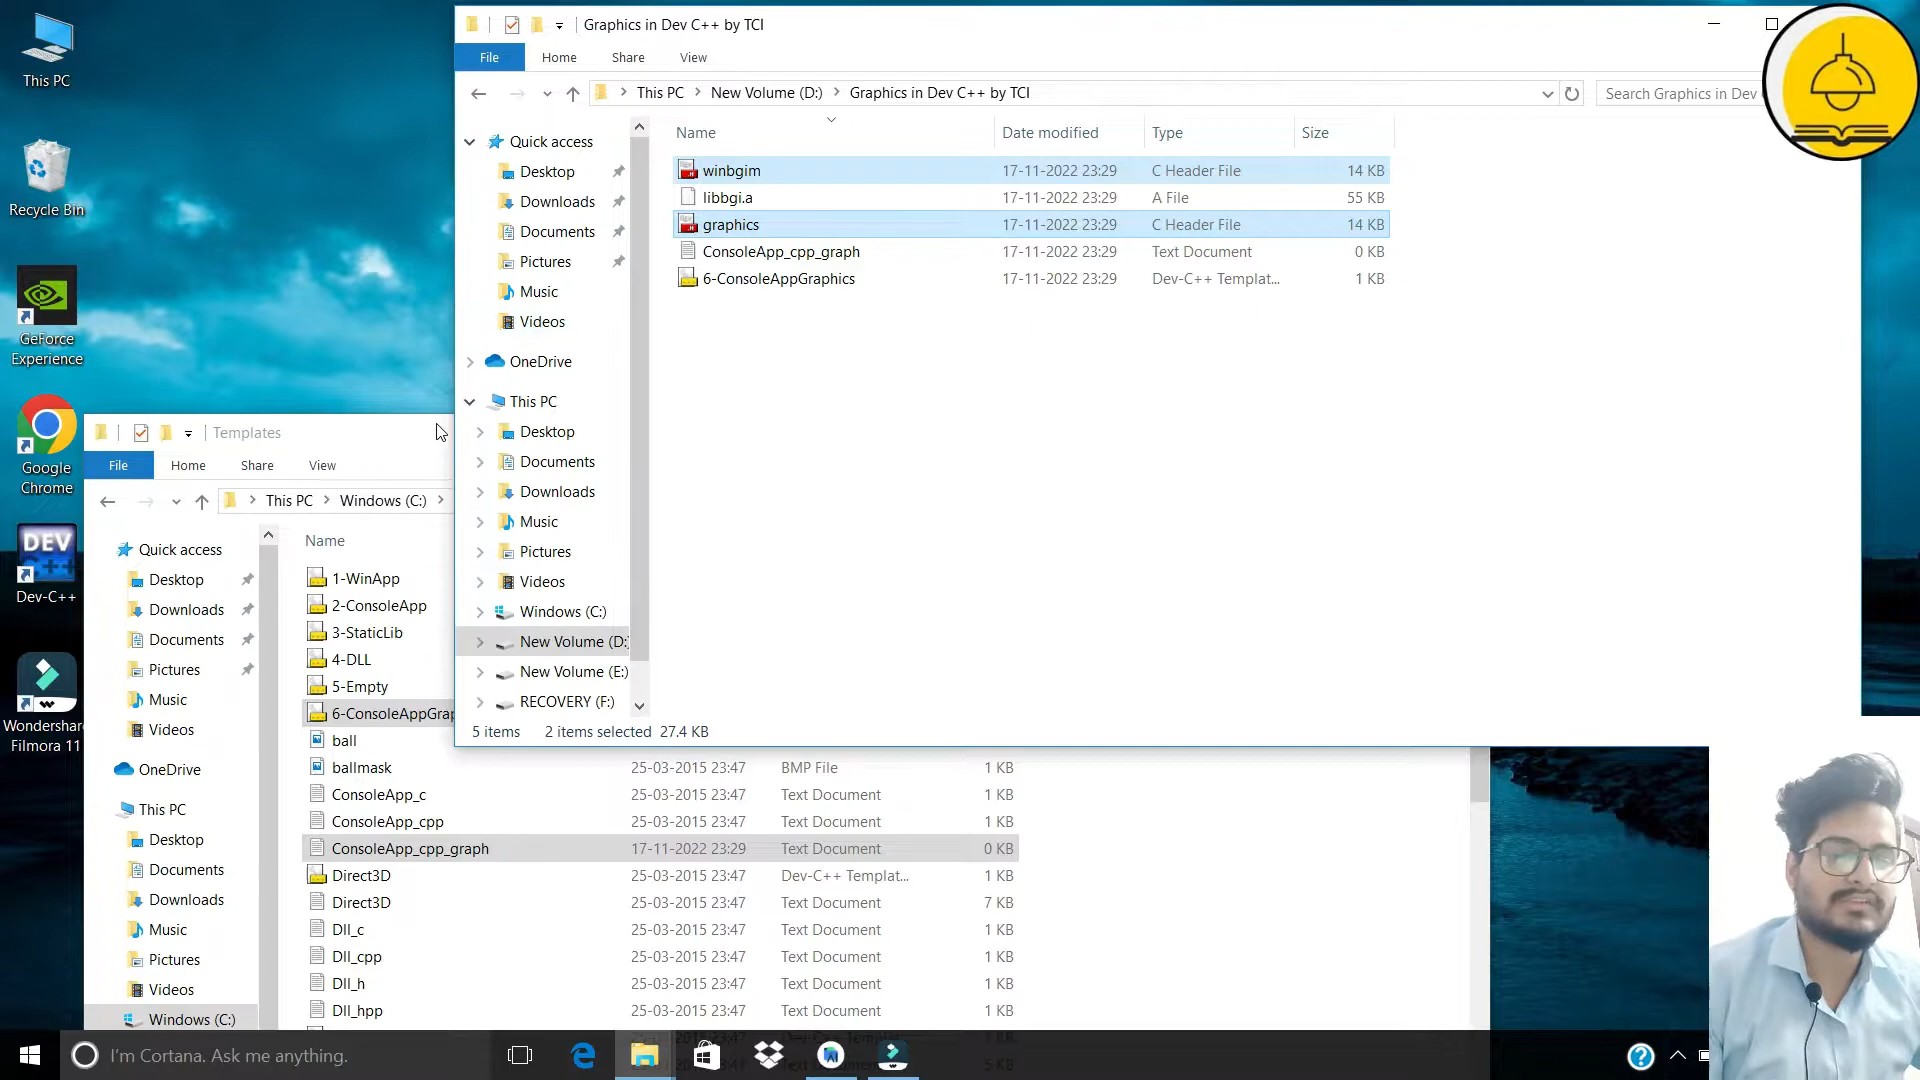 This PC
Recycle Bin
GeForce
Experience
Google
Chrome
DEV
C++
Dev-C++
Wondershare
Filmora 11
Graphics in Dev C++ by TCI
File Home Share View
This PC New Volume (D:) Graphics in Dev C++ by TCI
Search Graphics in Dev
Name Date modified Type Size
Quick access
Desktop
Downloads
Documents
Pictures
Music
Videos
OneDrive
This PC
Desktop
Documents
Downloads
Music
Pictures
Videos
Windows (C:)
New Volume (D:)
New Volume (E:)
RECOVERY (F:)
winbgim 17-11-2022 23:29 C Header File 14 KB
libbgi.a 17-11-2022 23:29 A File 55 KB
graphics 17-11-2022 23:29 C Header File 14 KB
ConsoleApp_cpp_graph 17-11-2022 23:29 Text Document 0 KB
6-ConsoleAppGraphics 17-11-2022 23:29 Dev-C++ Templat... 1 KB
5 items 2 items selected 27.4 KB
Templates
File Home Share View
This PC Windows (C:)
Quick access
Desktop
Downloads
Documents
Pictures
Music
Videos
OneDrive
This PC
Desktop
Documents
Downloads
Music
Pictures
Videos
Windows (C:)
Name
1-WinApp
2-ConsoleApp
3-StaticLib
4-DLL
5-Empty
6-ConsoleAppGrap
ball
ballmask 25-03-2015 23:47 BMP File 1 KB
ConsoleApp_c 25-03-2015 23:47 Text Document 1 KB
ConsoleApp_cpp 25-03-2015 23:47 Text Document 1 KB
ConsoleApp_cpp_graph 17-11-2022 23:29 Text Document 0 KB
Direct3D 25-03-2015 23:47 Dev-C++ Templat... 1 KB
Direct3D 25-03-2015 23:47 Text Document 7 KB
Dll_c 25-03-2015 23:47 Text Document 1 KB
Dll_cpp 25-03-2015 23:47 Text Document 1 KB
Dll_h 25-03-2015 23:47 Text Document 1 KB
Dll_hpp 25-03-2015 23:47 Text Document 1 KB
I'm Cortana. Ask me anything.